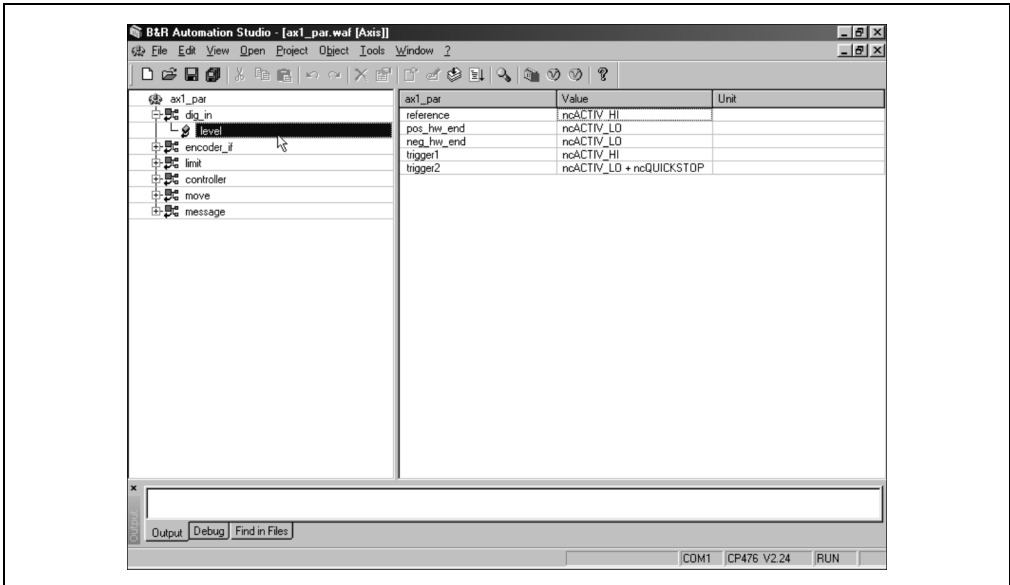 B&R Automation Studio - [ax1_par.waf [Axis]]
File Edit View Open Project Object Tools Window ?
ax1_par
dig_in
level
encoder_if
limit
controller
move
message
ax1_par Value Unit
reference ncACTIV_HI
pos_hw_end ncACTIV_LO
neg_hw_end ncACTIV_LO
trigger1 ncACTIV_HI
trigger2 ncACTIV_LO + ncQUICKSTOP
Output
Output Debug Find in Files
COM1 CP476 V2.24 RUN